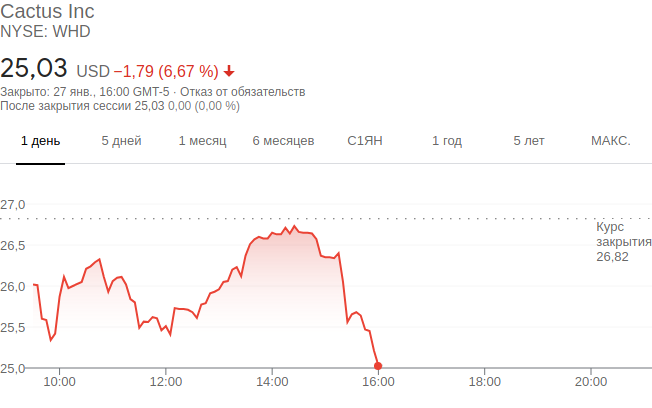 Cactus Inc
NYSE: WHD
25,03 USD −1,79 (6,67 %)
Закрыто: 27 янв., 16:00 GMT-5 · Отказ от обязательств
После закрытия сессии 25,03 0,00 (0,00 %)
1 день 5 дней 1 месяц 6 месяцев С1ЯН 1 год 5 лет МАКС.
27,0
Курс
закрытия
26,82
26,5
26,0
25,5
25,0
10:00 12:00 14:00 16:00 18:00 20:00